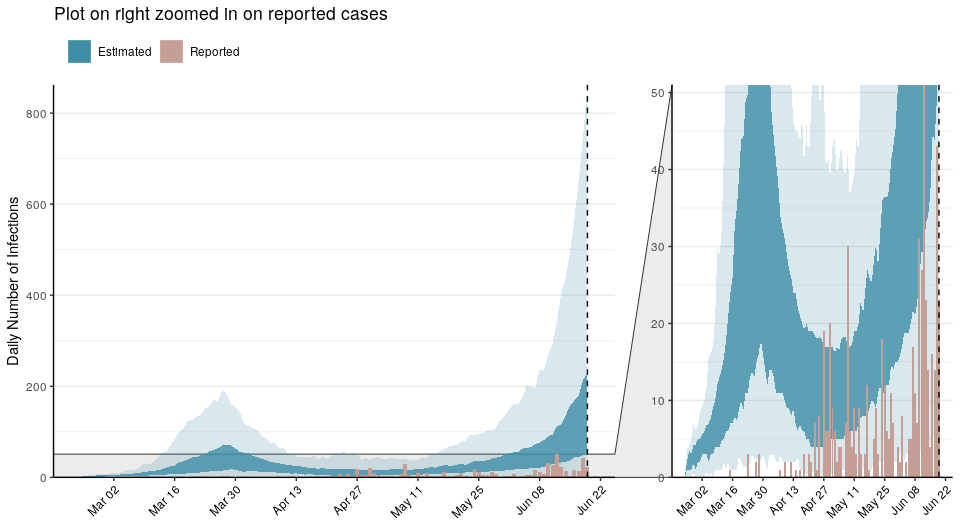 Plot on right zoomed in on reported cases
Estimated
Reported
Daily Number of Infections
800
600
400
200
0
Mar 02
Mar 16
Mar 30
Apr 13
Apr 27
May 11
May 25
Jun 08
Jun 22
50
40
30
20
10
0
Mar 02
Mar 16
Mar 30
Apr 13
Apr 27
May 11
May 25
Jun 08
Jun 22